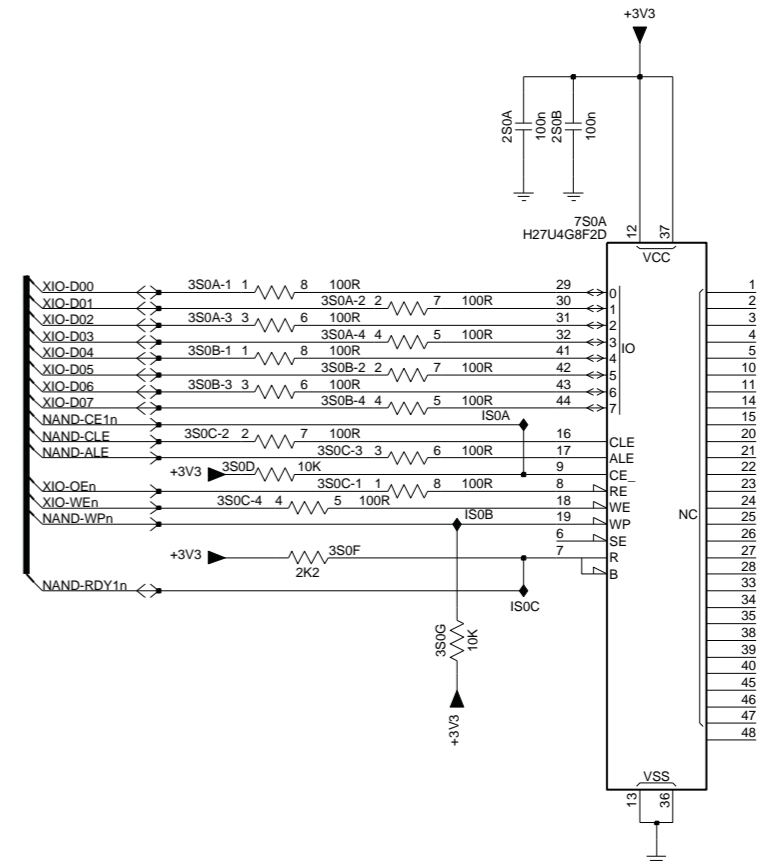 +3V3
2S0A
100n
2S0B
100n
7S0A
H27U4G8F2D
12
37
VCC
XIO-D00 3S0A-1 1 8 100R 29 0 1
XIO-D01 3S0A-2 2 7 100R 30 1 2
XIO-D02 3S0A-3 3 6 100R 31 2 3
XIO-D03 3S0A-4 4 5 100R 32 3 4
IO
XIO-D04 3S0B-1 1 8 100R 41 4 5
XIO-D05 3S0B-2 2 7 100R 42 5 10
XIO-D06 3S0B-3 3 6 100R 43 6 11
XIO-D07 3S0B-4 4 5 100R 44 7 14
NAND-CE1n IS0A 15
NAND-CLE 3S0C-2 2 7 100R 16 CLE 20
NAND-ALE 3S0C-3 3 6 100R 17 ALE 21
+3V3 3S0D 10K 9 CE_ 22
XIO-OEn 3S0C-1 1 8 100R 8 RE 23
XIO-WEn 3S0C-4 4 5 100R 18 WE 24
NAND-WPn IS0B 19 WP NC 25
6 SE 26
+3V3 3S0F 7 R 27
2K2 B 28
NAND-RDY1n 33
IS0C 34
35
3S0G
10K
38
39
40
45
46
+3V3
47
48
VSS
13
36